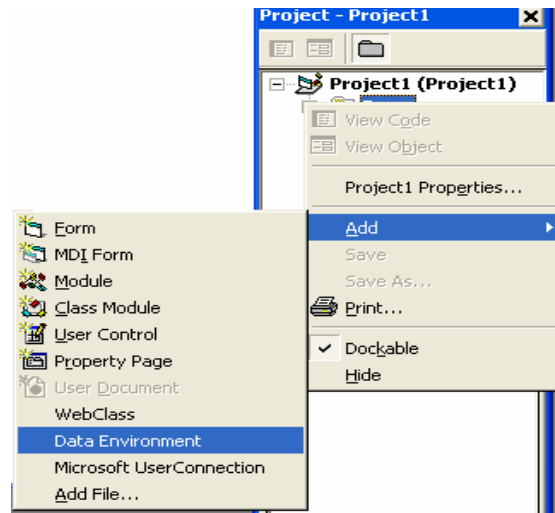 Project - Project1
Project1 (Project1)
View Code
View Object
Project1 Properties...
Add
Save
Save As...
Print...
Dockable
Hide
Form
MDI Form
Module
Class Module
User Control
Property Page
User Document
WebClass
Data Environment
Microsoft UserConnection
Add File...